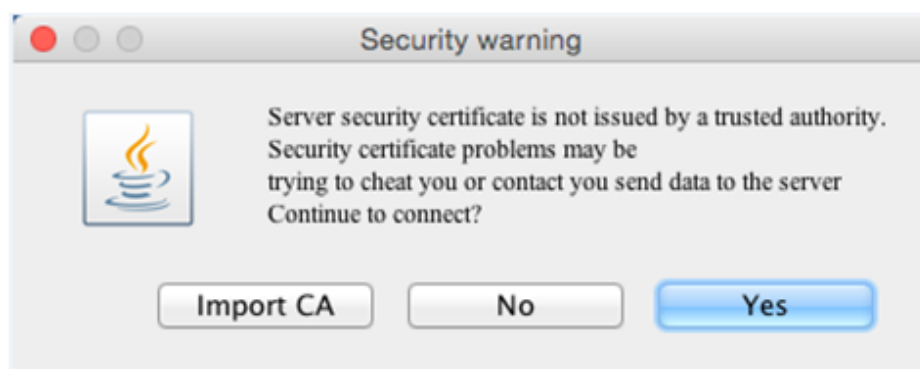 Security warning
Server security certificate is not issued by a trusted authority.
Security certificate problems may be
trying to cheat you or contact you send data to the server
Continue to connect?
Import CA
No
Yes